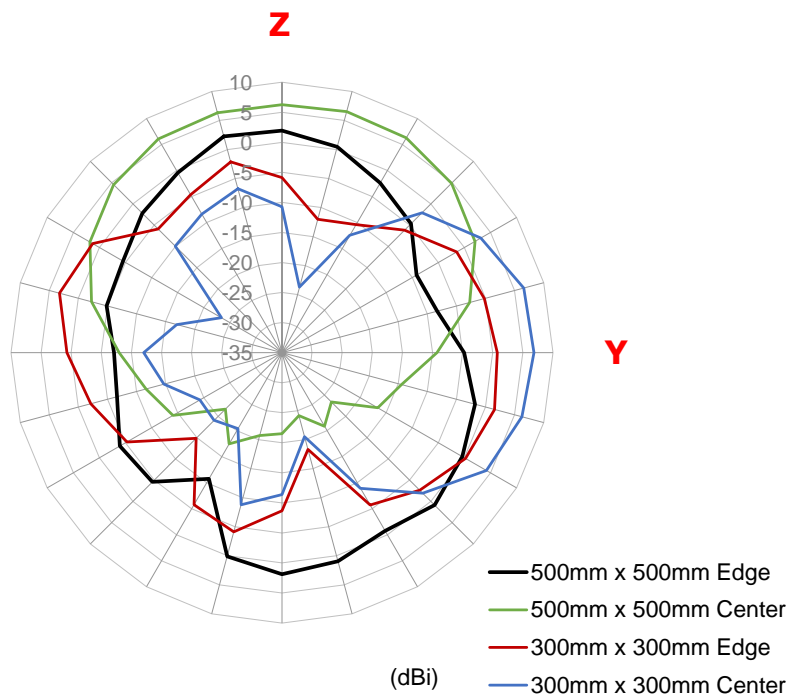 Z
10
5
0
-5
-10
-15
-20
-25
-30
-35
Y
500mm x 500mm Edge
500mm x 500mm Center
300mm x 300mm Edge
(dBi)
300mm x 300mm Center